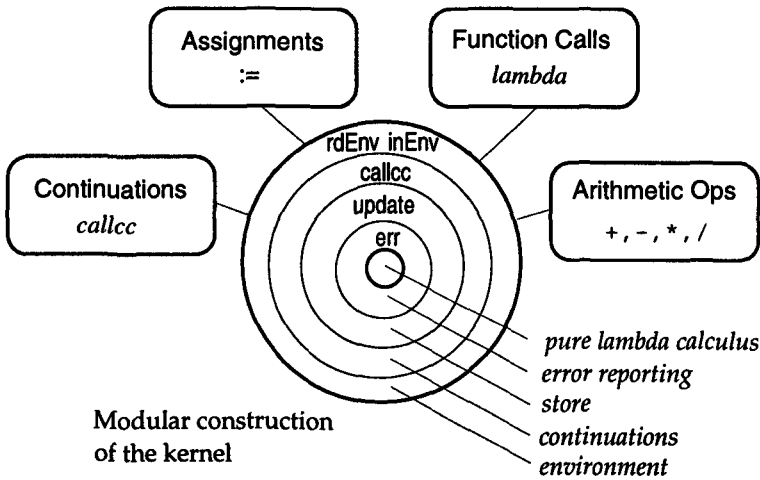 Assignments
:=
Function Calls
lambda
Continuations
callcc
Arithmetic Ops
+, -, *, /
rdEnv inEnv
callcc
update
err
pure lambda calculus
error reporting
store
continuations
environment
Modular construction
of the kernel